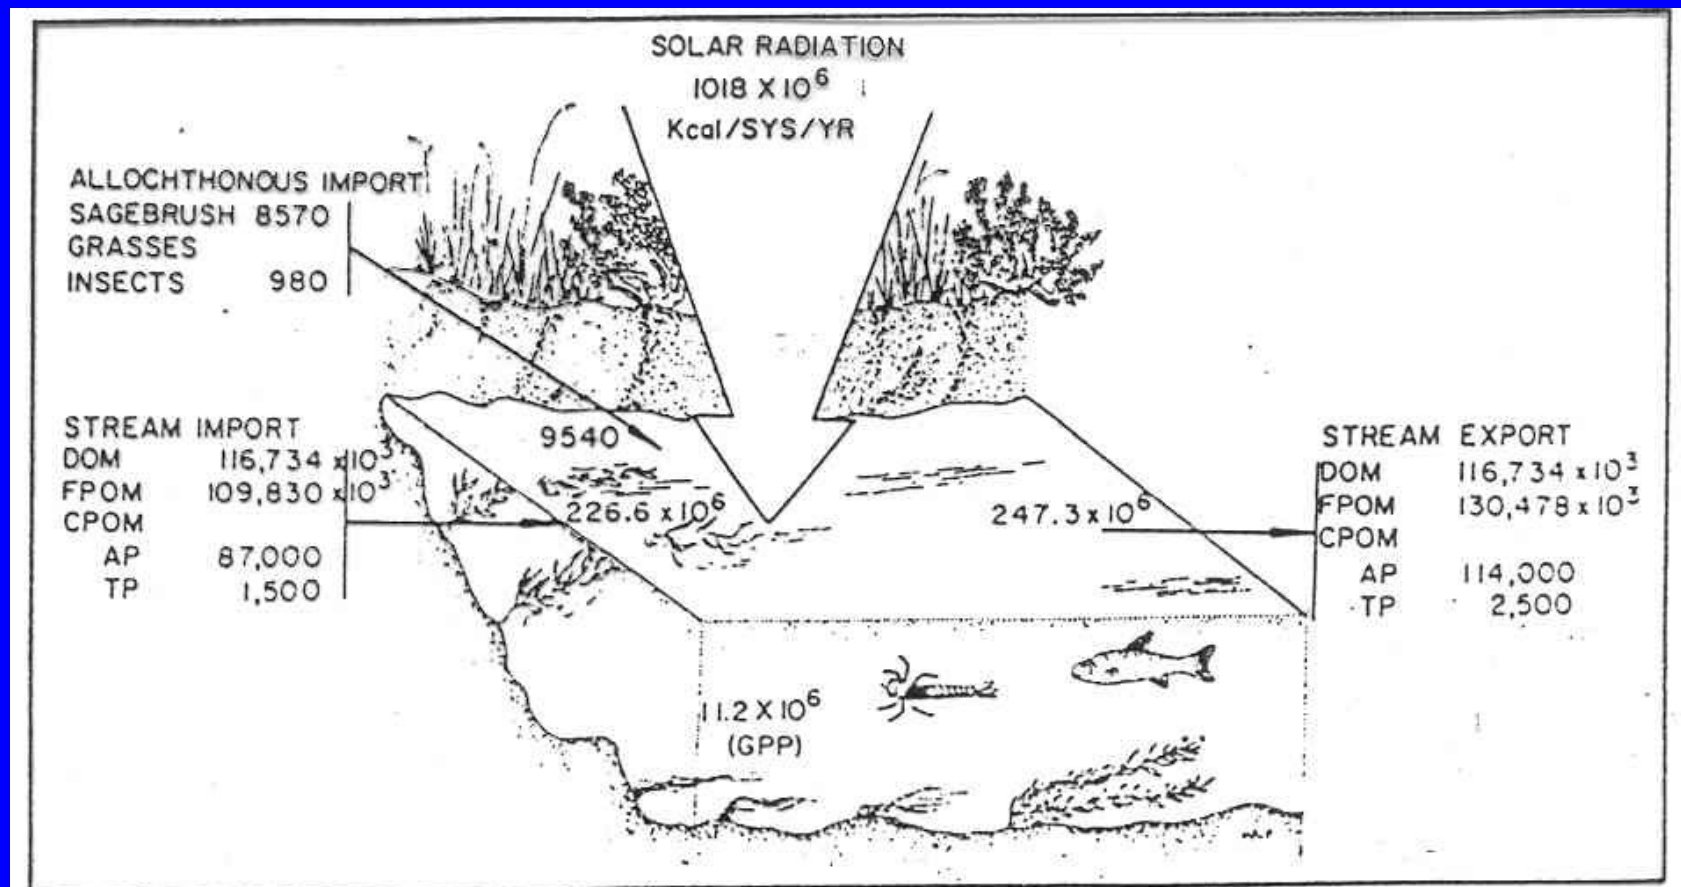 SOLAR RADIATION
1018 X 10⁶
Kcal/SYS/YR
ALLOCHTHONOUS IMPORT
SAGEBRUSH 8570
GRASSES
INSECTS 980
9540
STREAM IMPORT
DOM 116,734 x 10³
FPOM 109,830 x 10³
CPOM
AP 87,000
TP 1,500
226.6 x 10⁶
247.3 x 10⁶
STREAM EXPORT
DOM 116,734 x 10³
FPOM 130,478 x 10³
CPOM
AP 114,000
TP 2,500
11.2 X 10⁶
(GPP)